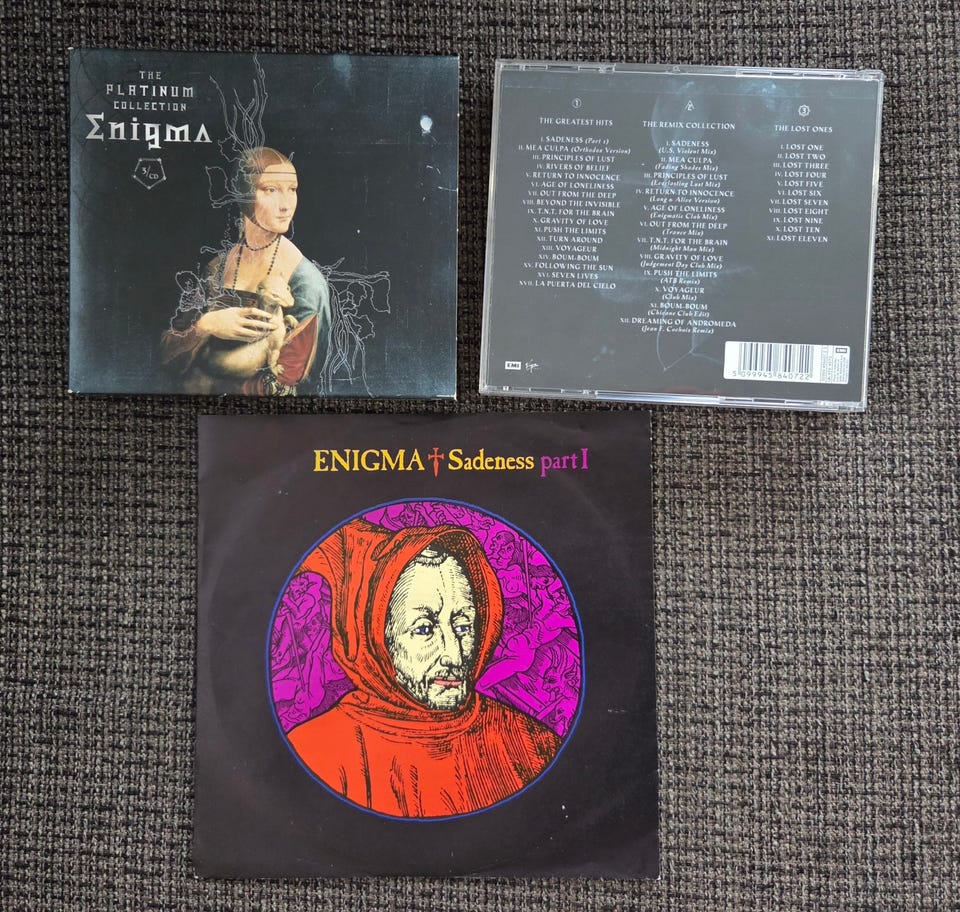 THE
PLATINUM
COLLECTION
Enigma
3/CD
1
THE GREATEST HITS
I. SADENESS (Part 1)
II. MEA CULPA (Orthodox Version)
III. PRINCIPLES OF LUST
IV. RIVERS OF BELIEF
V. RETURN TO INNOCENCE
VI. AGE OF LONELINESS
VII. OUT FROM THE DEEP
VIII. BEYOND THE INVISIBLE
IX. T.N.T. FOR THE BRAIN
X. GRAVITY OF LOVE
XI. PUSH THE LIMITS
XII. TURN AROUND
XIII. VOYAGEUR
XIV. BOUM-BOUM
XV. FOLLOWING THE SUN
XVI. SEVEN LIVES
XVII. LA PUERTA DEL CIELO
THE REMIX COLLECTION
I. SADENESS
(U.S. Violent Mix)
II. MEA CULPA
(Fading Shades Mix)
III. PRINCIPLES OF LUST
(Everlasting Lust Mix)
IV. RETURN TO INNOCENCE
(Long & Alive Version)
V. AGE OF LONELINESS
(Enigmatic Club Mix)
VI. OUT FROM THE DEEP
(Trance Mix)
VII. T.N.T. FOR THE BRAIN
(Midnight Man Mix)
VIII. GRAVITY OF LOVE
(Judgement Day Club Mix)
IX. PUSH THE LIMITS
(ATB Remix)
X. VOYAGEUR
(Club Mix)
XI. BOUM-BOUM
(Chicane Club Edit)
XII. DREAMING OF ANDROMEDA
(Jean F. Cochois Remix)
3
THE LOST ONES
I. LOST ONE
II. LOST TWO
III. LOST THREE
IV. LOST FOUR
V. LOST FIVE
VI. LOST SIX
VII. LOST SEVEN
VIII. LOST EIGHT
IX. LOST NINE
X. LOST TEN
XI. LOST ELEVEN
EMI
Virgin
5 099945 840722
ENIGMA † Sadeness part I